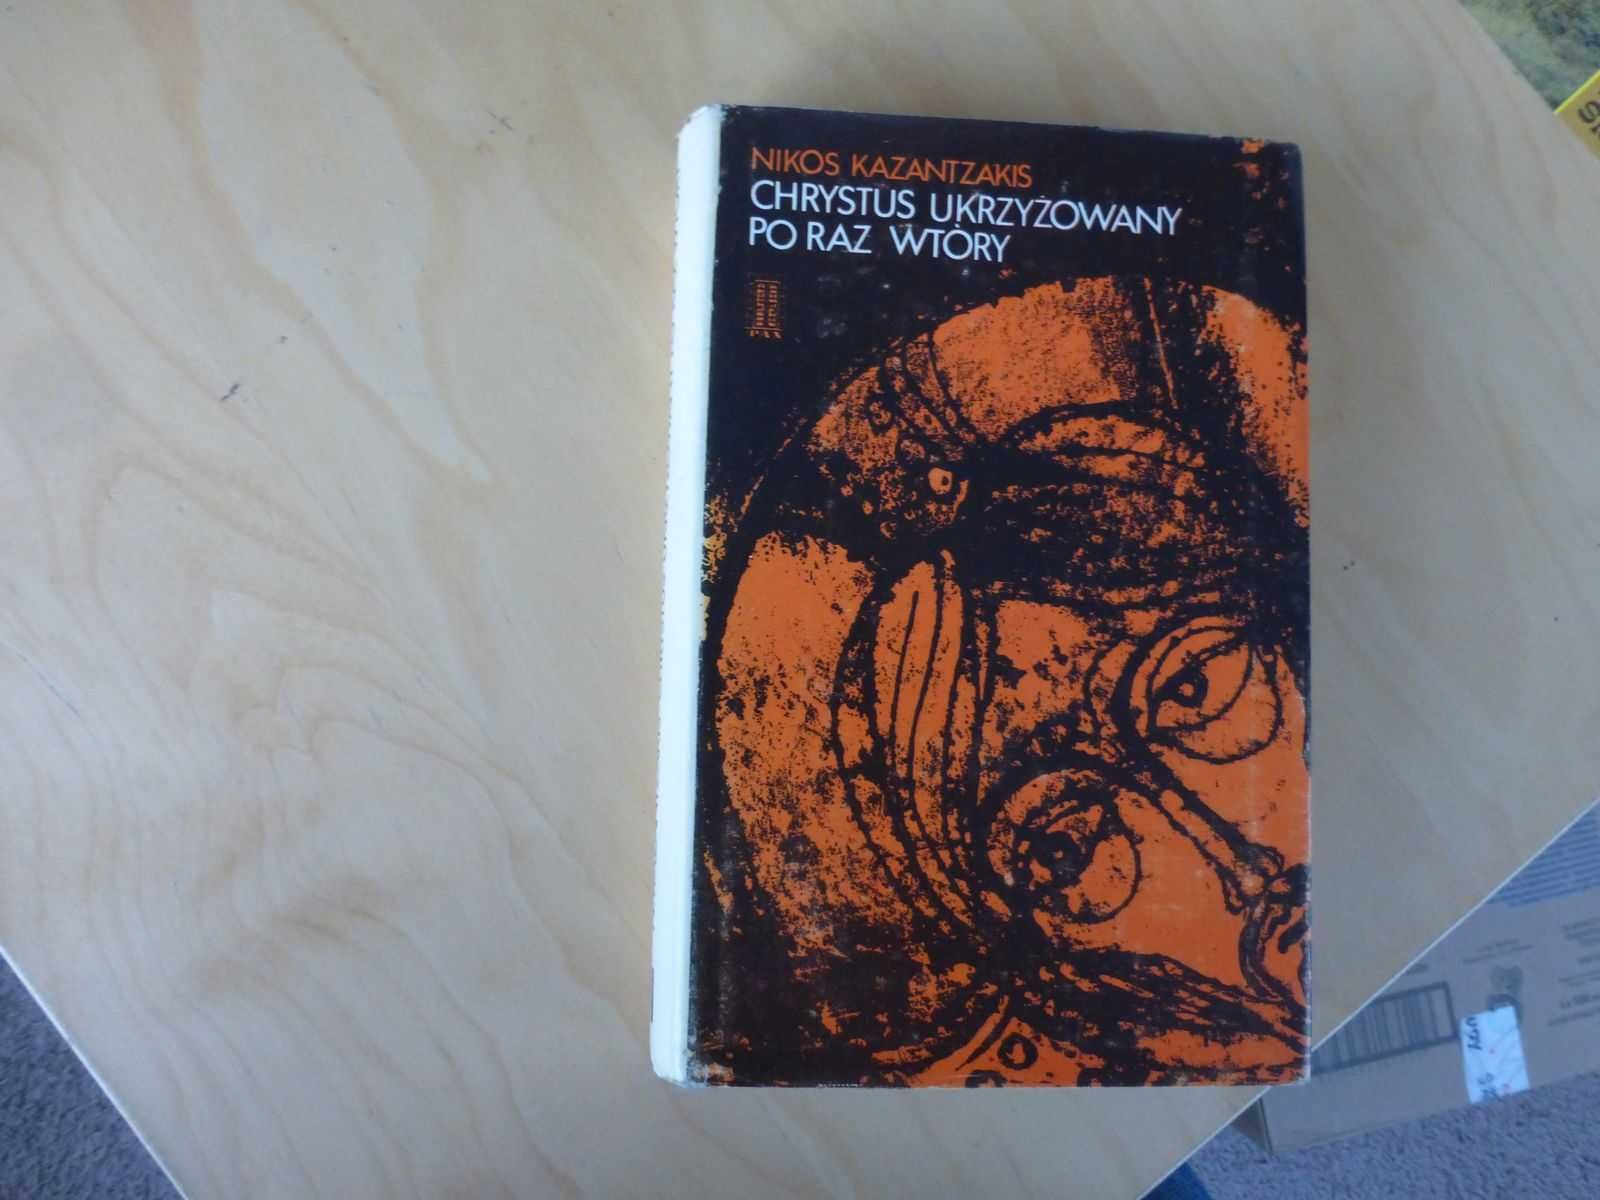 NIKOS KAZANTZAKIS
CHRYSTUS UKRZYŻOWANY
PO RAZ WTÓRY